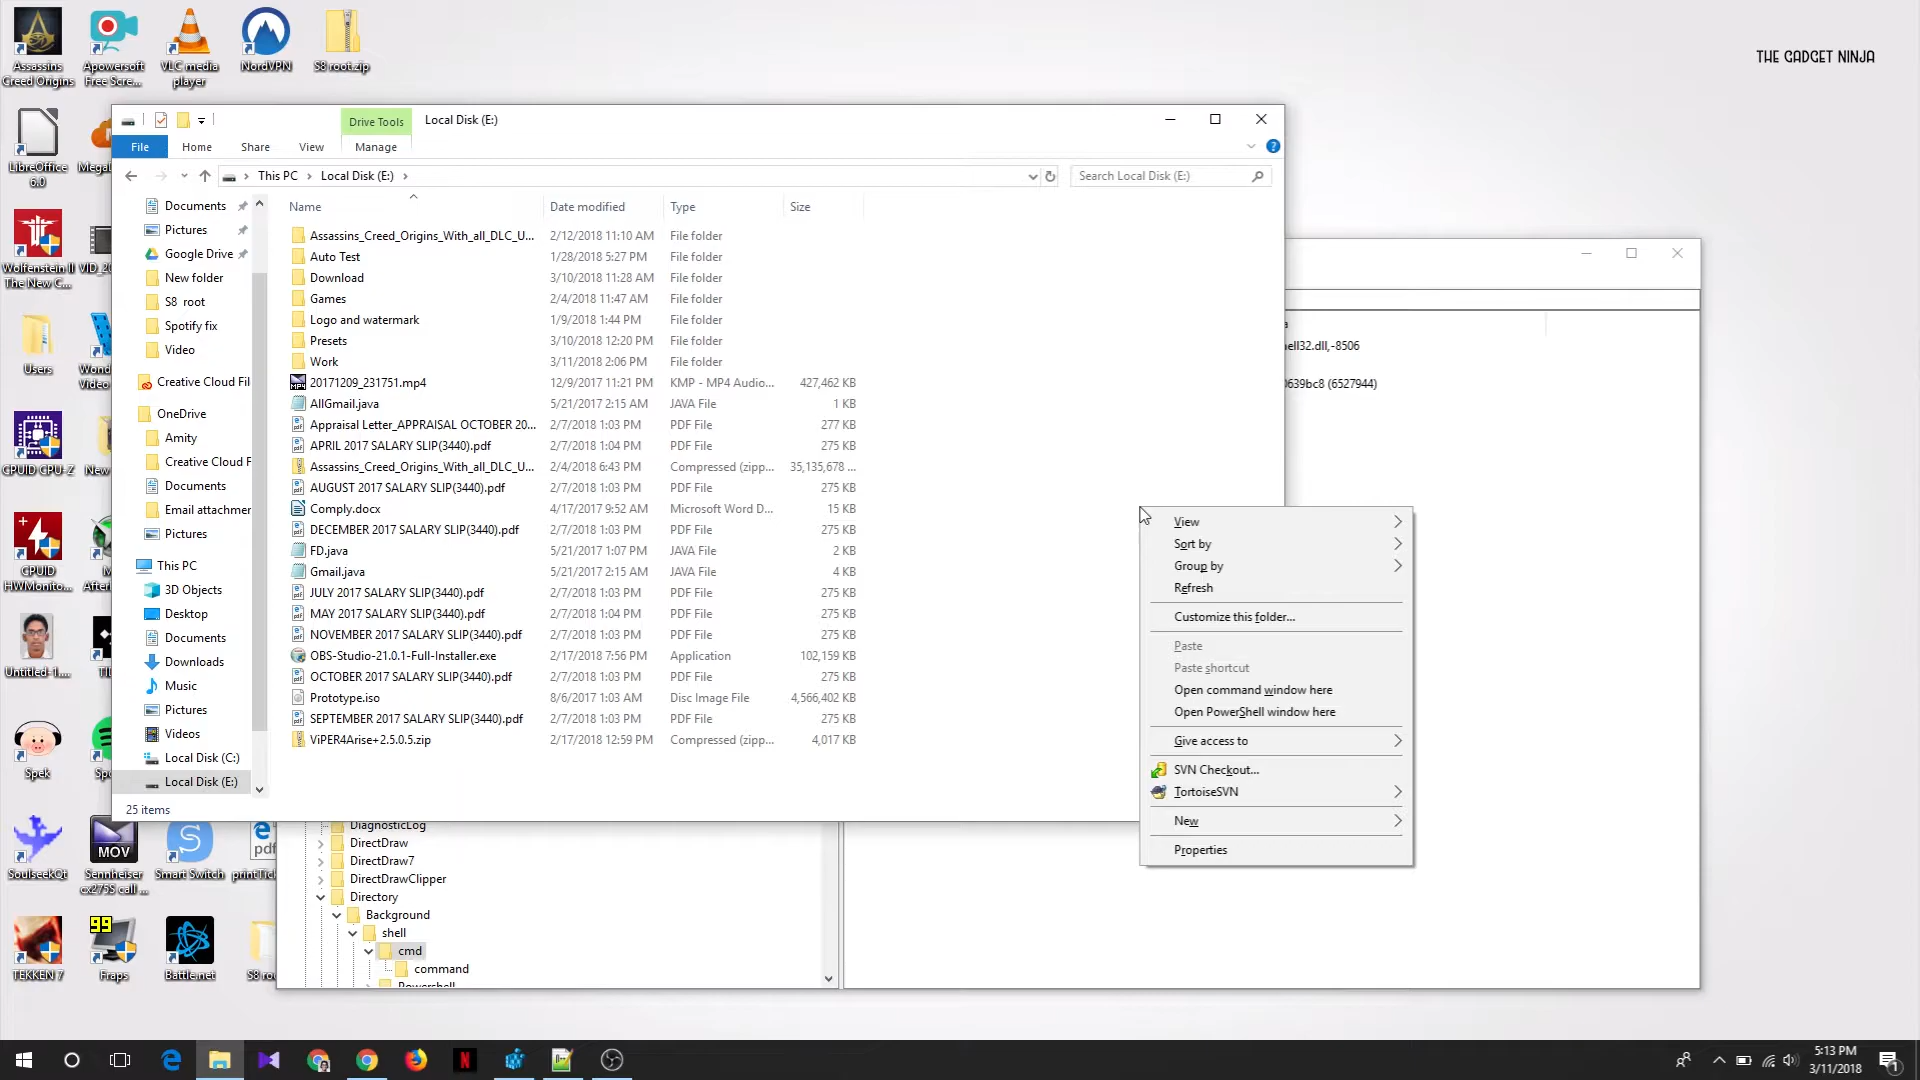 Assassins
Creed Origins
Apowersoft
Free Scre...
VLC media
player
NordVPN
S8 root.zip
THE GADGET NINJA
Drive Tools
Local Disk (E:)
File
Home
Share
View
Manage
This PC
Local Disk (E:)
Search Local Disk (E:)
LibreOffice
6.0
Wolfenstein II
The New C...
Users
CPUID CPU-Z
CPUID
HWMonito...
Untitled-1....
Spek
SoulseekQt
MOV
Sennheiser
cx275S call ...
Smart Switch
pdf
99
TEKKEN 7
Fraps
Battle.net
Documents
Pictures
Google Drive
New folder
S8 root
Spotify fix
Video
Creative Cloud Fil
OneDrive
Amity
Creative Cloud F
Documents
Email attachmer
Pictures
This PC
3D Objects
Desktop
Documents
Downloads
Music
Pictures
Videos
Local Disk (C:)
Local Disk (E:)
Name
Date modified
Type
Size
Assassins_Creed_Origins_With_all_DLC_U... 2/12/2018 11:10 AM File folder
Auto Test 1/28/2018 5:27 PM File folder
Download 3/10/2018 11:28 AM File folder
Games 2/4/2018 11:47 AM File folder
Logo and watermark 1/9/2018 1:44 PM File folder
Presets 3/10/2018 12:20 PM File folder
Work 3/11/2018 2:06 PM File folder
20171209_231751.mp4 12/9/2017 11:21 PM KMP - MP4 Audio... 427,462 KB
AllGmail.java 5/21/2017 2:15 AM JAVA File 1 KB
Appraisal Letter_APPRAISAL OCTOBER 20... 2/7/2018 1:03 PM PDF File 277 KB
APRIL 2017 SALARY SLIP(3440).pdf 2/7/2018 1:04 PM PDF File 275 KB
Assassins_Creed_Origins_With_all_DLC_U... 2/4/2018 6:43 PM Compressed (zipp... 35,135,678 ...
AUGUST 2017 SALARY SLIP(3440).pdf 2/7/2018 1:03 PM PDF File 275 KB
Comply.docx 4/17/2017 9:52 AM Microsoft Word D... 15 KB
DECEMBER 2017 SALARY SLIP(3440).pdf 2/7/2018 1:03 PM PDF File 275 KB
FD.java 5/21/2017 1:07 PM JAVA File 2 KB
Gmail.java 5/21/2017 2:15 AM JAVA File 4 KB
JULY 2017 SALARY SLIP(3440).pdf 2/7/2018 1:03 PM PDF File 275 KB
MAY 2017 SALARY SLIP(3440).pdf 2/7/2018 1:04 PM PDF File 275 KB
NOVEMBER 2017 SALARY SLIP(3440).pdf 2/7/2018 1:03 PM PDF File 275 KB
OBS-Studio-21.0.1-Full-Installer.exe 2/17/2018 7:56 PM Application 102,159 KB
OCTOBER 2017 SALARY SLIP(3440).pdf 2/7/2018 1:03 PM PDF File 275 KB
Prototype.iso 8/6/2017 1:03 AM Disc Image File 4,566,402 KB
SEPTEMBER 2017 SALARY SLIP(3440).pdf 2/7/2018 1:03 PM PDF File 275 KB
ViPER4Arise+2.5.0.5.zip 2/17/2018 12:59 PM Compressed (zipp... 4,017 KB
25 items
ell32.dll,-8506
0639bc8 (6527944)
View
Sort by
Group by
Refresh
Customize this folder...
Paste
Paste shortcut
Open command window here
Open PowerShell window here
Give access to
SVN Checkout...
TortoiseSVN
New
Properties
DiagnosticLog
DirectDraw
DirectDraw7
DirectDrawClipper
Directory
Background
shell
cmd
command
Powershell
5:13 PM
3/11/2018
1